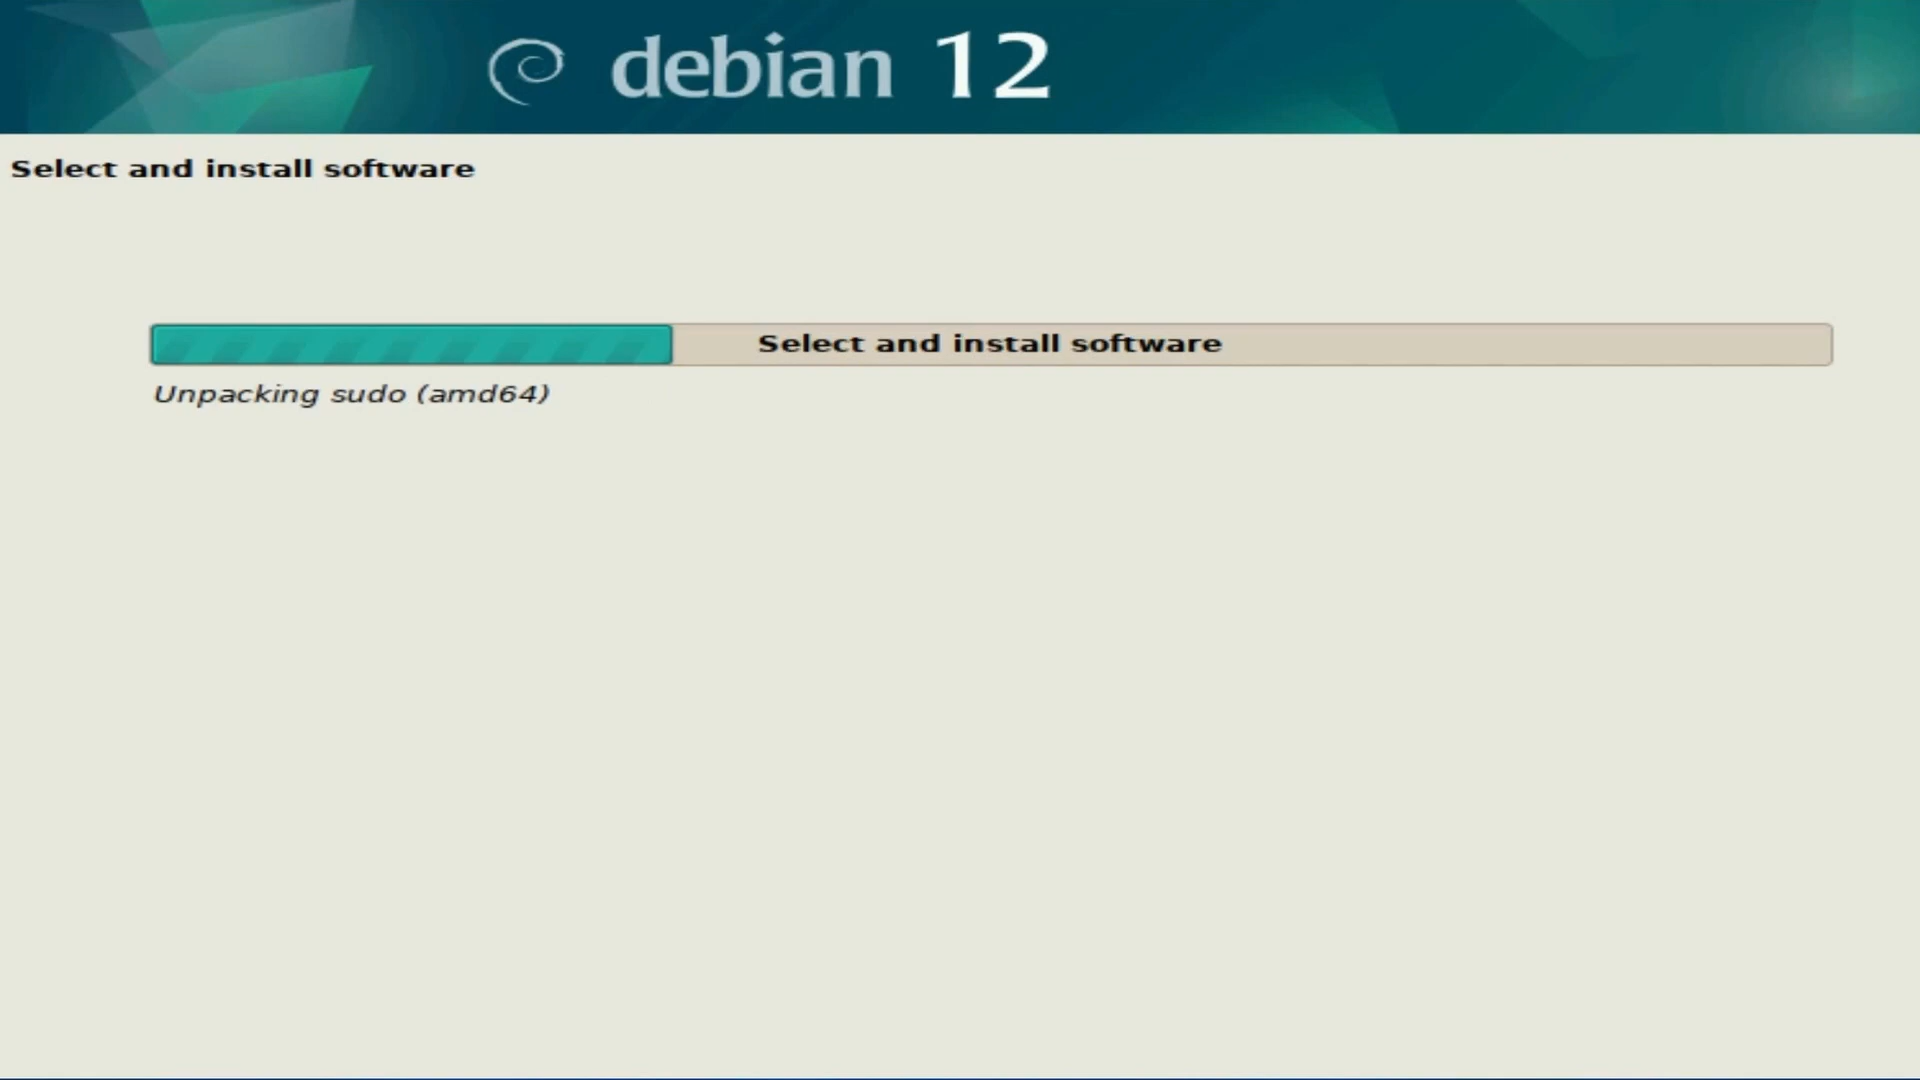 debian 12
Select and install software
Select and install software
Unpacking sudo (amd64)